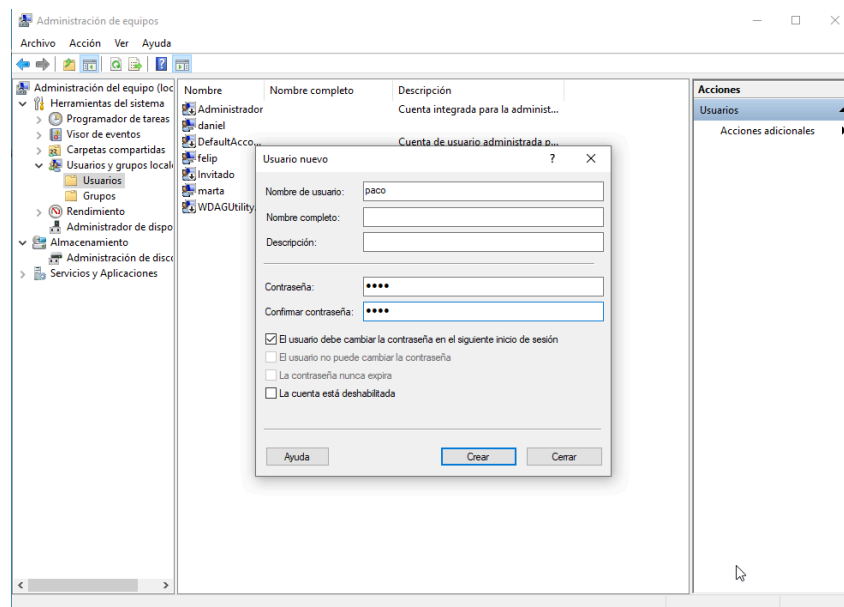 Administración de equipos
Archivo Acción Ver Ayuda
Administración del equipo (loc
Herramientas del sistema
Programador de tareas
Visor de eventos
Carpetas compartidas
Usuarios y grupos locale
Usuarios
Grupos
Rendimiento
Administrador de dispo
Almacenamiento
Administración de disco
Servicios y Aplicaciones
Nombre Nombre completo Descripción
Administrador Cuenta integrada para la administ...
daniel
DefaultAcco... Cuenta de usuario administrada p...
felip
Invitado
marta
WDAGUtility
Usuario nuevo ?
Nombre de usuario: paco
Nombre completo:
Descripción:
Contraseña: ●●●●
Confirmar contraseña: ●●●●
El usuario debe cambiar la contraseña en el siguiente inicio de sesión
El usuario no puede cambiar la contraseña
La contraseña nunca expira
La cuenta está deshabilitada
Ayuda Crear Cerrar
Acciones
Usuarios
Acciones adicionales